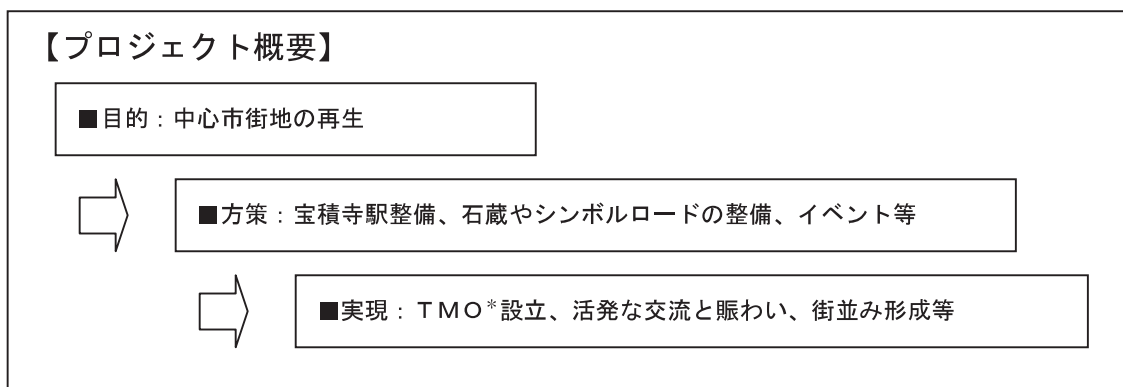 【プロジェクト概要】
■目的：中心市街地の再生
■方策：宝積寺駅整備、石蔵やシンボルロードの整備、イベント等
■実現：ＴＭＯ*設立、活発な交流と賑わい、街並み形成等